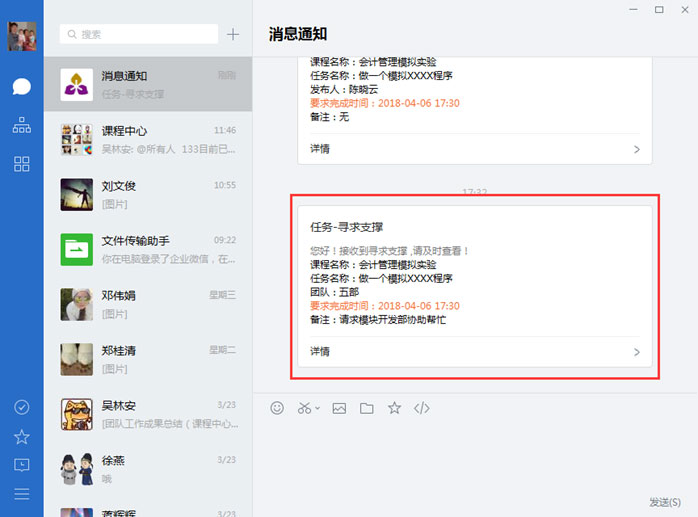 搜索
消息通知
刚刚
任务-寻求支撑
课程中心
11:46
吴林安: @所有人 133目前已...
刘文俊
10:55
[图片]
文件传输助手
09:22
你在电脑登录了企业微信，在...
邓伟娟
星期三
[图片]
郑桂清
星期二
[图片]
吴林安
3/23
[团队工作成果总结（课程中心...
徐燕
3/23
哦
3/23
消息通知
课程名称：会计管理模拟实验
任务名称：做一个模拟XXXX程序
发布人：陈晓云
要求完成时间：2018-04-06 17:30
备注：无
详情
17:32
任务-寻求支撑
您好！接收到寻求支撑 ,请及时查看！
课程名称：会计管理模拟实验
任务名称：做一个模拟XXXX程序
团队：五部
要求完成时间：2018-04-06 17:30
备注：请求模块开发部协助帮忙
详情
发送(S)